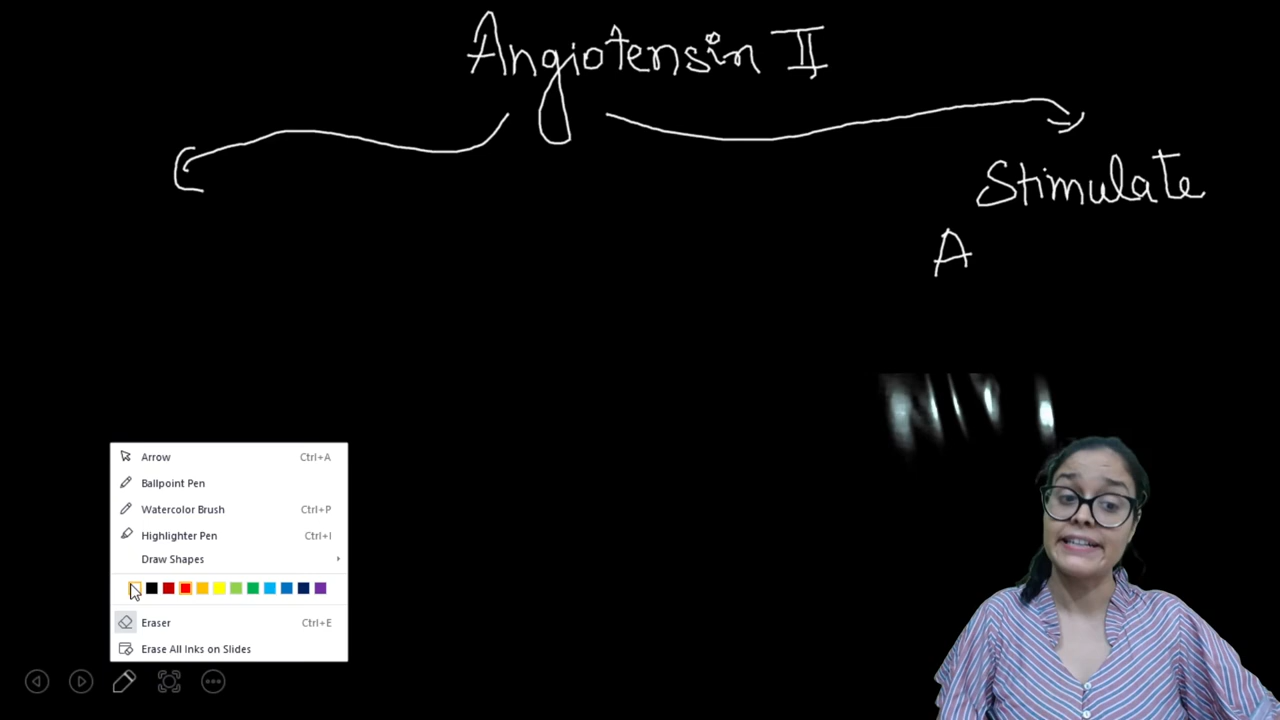 Angiotensin II
Stimulate
A
Arrow Ctrl+A
Ballpoint Pen
Watercolor Brush Ctrl+P
Highlighter Pen Ctrl+I
Draw Shapes
Eraser Ctrl+E
Erase All Inks on Slides